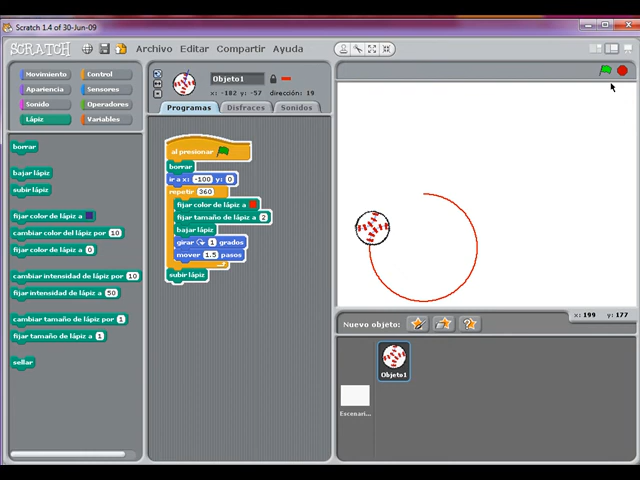 Scratch 1.4 of 30-Jun-09
SCRATCH
Archivo Editar Compartir Ayuda
Movimiento Control
Apariencia Sensores
Sonido Operadores
Lápiz Variables
borrar
bajar lápiz
subir lápiz
fijar color de lápiz a
cambiar color del lápiz por 10
fijar color de lápiz a 0
cambiar intensidad de lápiz por 10
fijar intensidad de lápiz a 50
cambiar tamaño de lápiz por 1
fijar tamaño de lápiz a 1
sellar
Objeto1
x: -182 y: -57 dirección: 19
Programas Disfraces Sonidos
al presionar
borrar
ir a x: -100 y: 0
repetir 360
fijar color de lápiz a
fijar tamaño de lápiz a 2
bajar lápiz
girar 1 grados
mover 1.5 pasos
subir lápiz
x: 199 y: 177
Nuevo objeto:
Objeto1
Escenari...